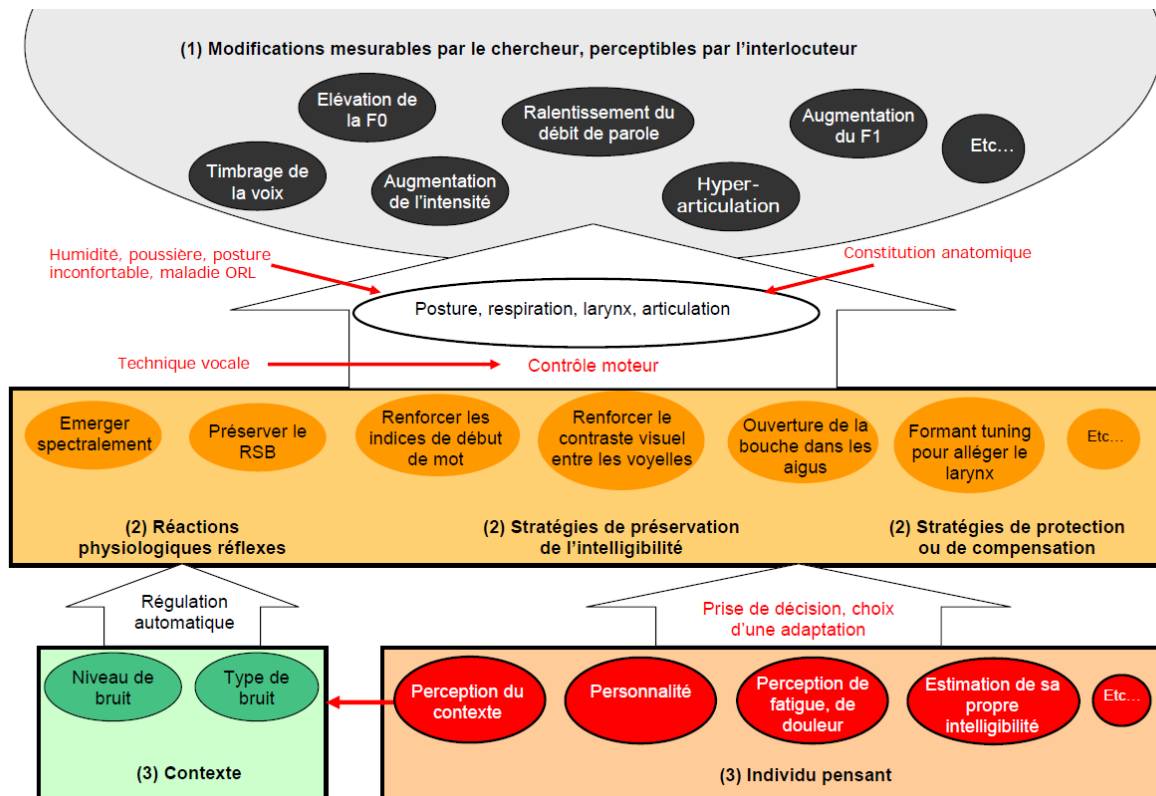 (1) Modifications mesurables par le chercheur, perceptibles par l'interlocuteur
Elévation de
la F0
Ralentissement du
débit de parole
Augmentation
du F1
Etc…
Timbrage de
la voix
Augmentation
de l'intensité
Hyper-
articulation
Humidité, poussière, posture
inconfortable, maladie ORL
Constitution anatomique
Posture, respiration, larynx, articulation
Technique vocale
Contrôle moteur
Emerger
spectralement
Préserver le
RSB
Renforcer les
indices de début
de mot
Renforcer le
contraste visuel
entre les voyelles
Ouverture de la
bouche dans les
aigus
Formant tuning
pour alléger le
larynx
Etc…
(2) Réactions
physiologiques réflexes
(2) Stratégies de préservation
de l'intelligibilité
(2) Stratégies de protection
ou de compensation
Régulation
automatique
Prise de décision, choix
d'une adaptation
Niveau de
bruit
Type de
bruit
Perception du
contexte
Personnalité
Perception de
fatigue, de
douleur
Estimation de sa
propre
intelligibilité
Etc…
(3) Contexte
(3) Individu pensant